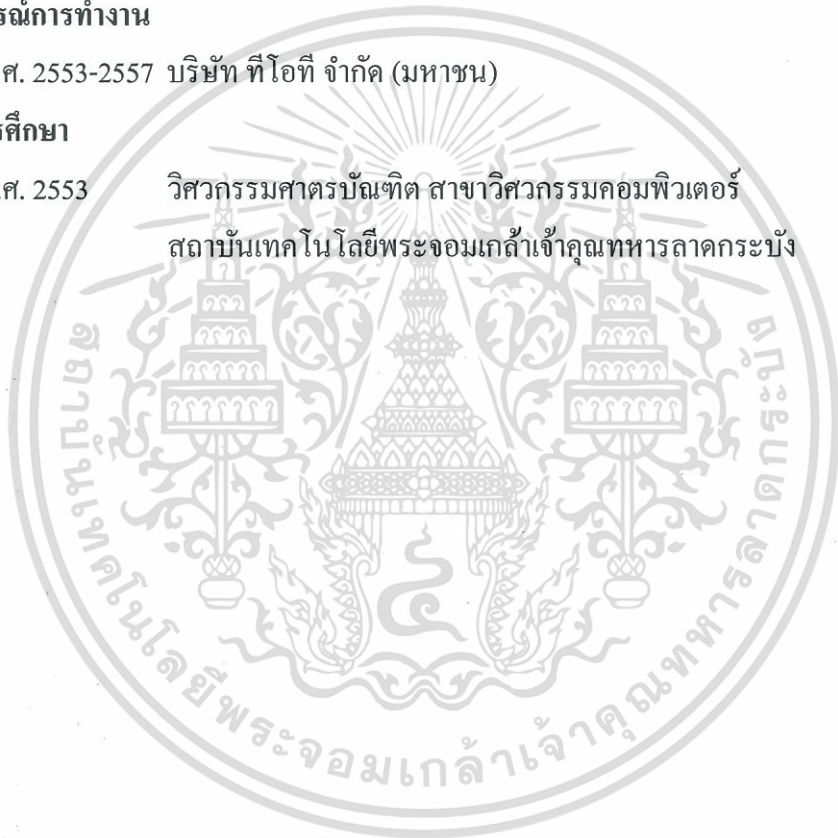 รณ์การทำงาน
ศ. 2553-2557 บริษัท ทีโอที จำกัด (มหาชน)
รศึกษา
.ศ. 2553 วิศวกรรมศาตรบัณฑิต สาขาวิศวกรรมคอมพิวเตอร์
สถาบันเทคโนโลยีพระจอมเกล้าเจ้าคุณทหารลาดกระบัง
สถาบันเทคโนโลยีพระจอมเกล้าเจ้าคุณทหารลาดกระบัง